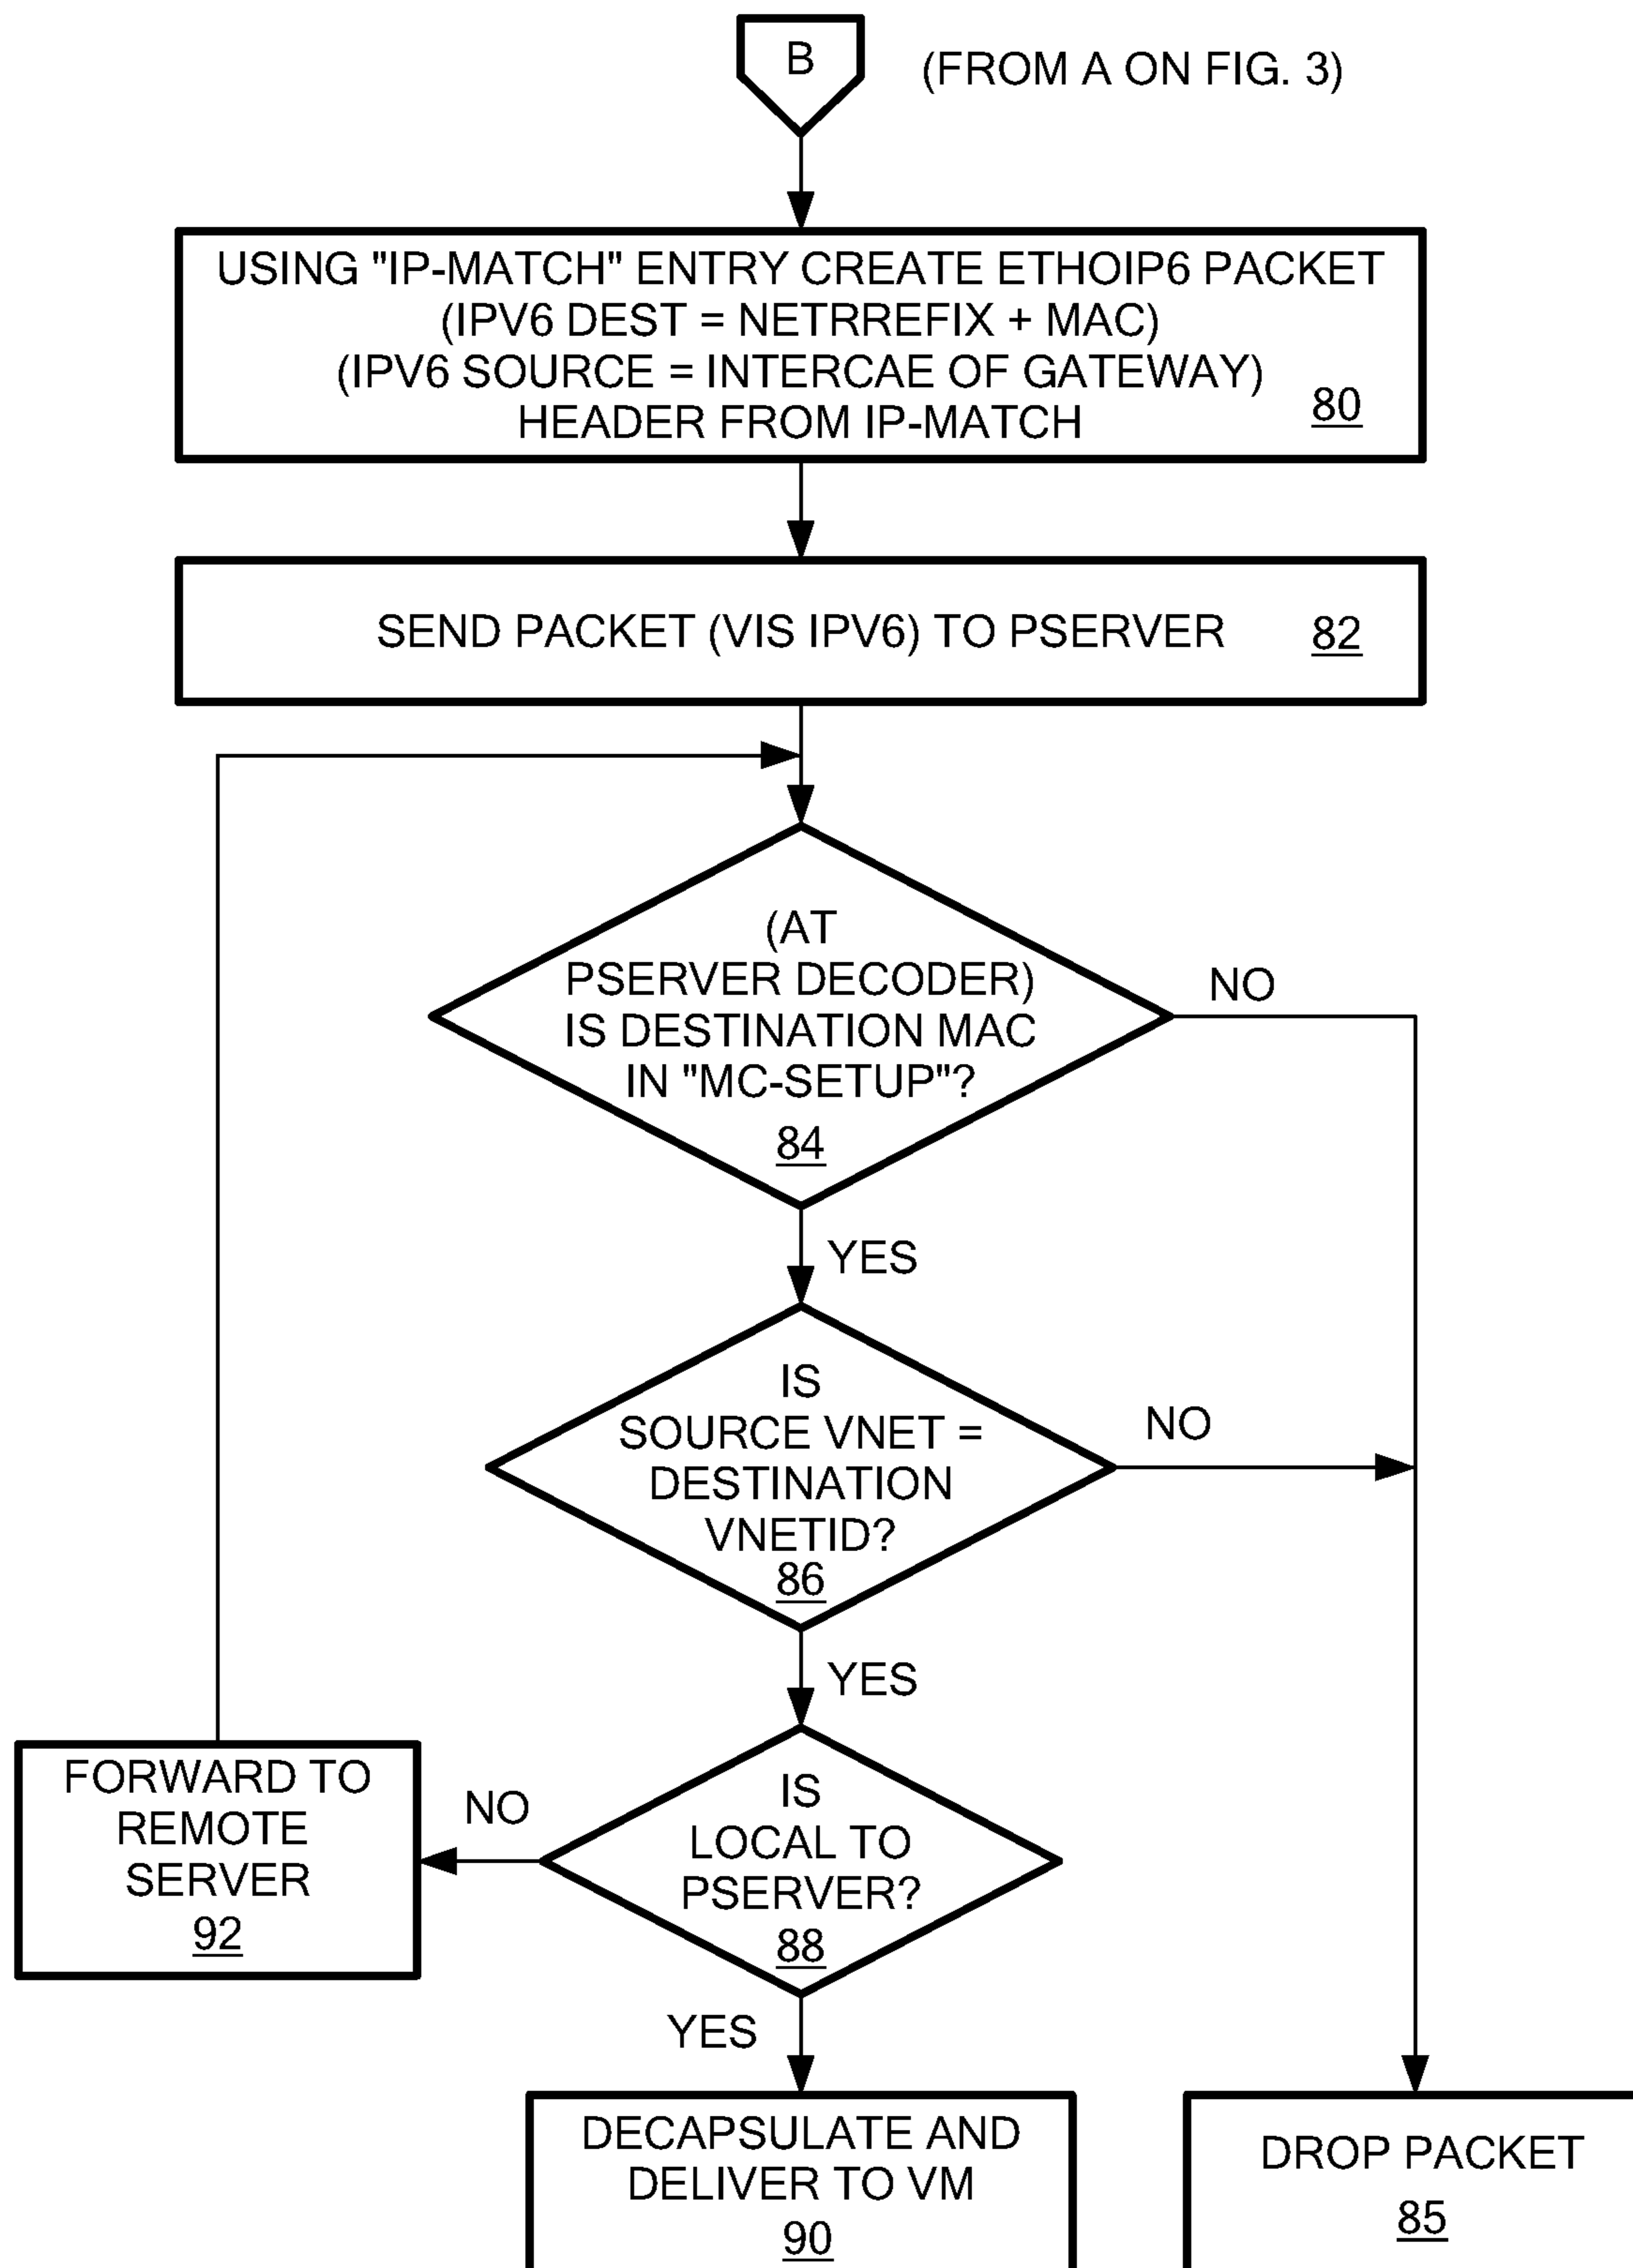 B
(FROM A ON FIG. 3)
USING "IP-MATCH" ENTRY CREATE ETHOIP6 PACKET
(IPV6 DEST = NETRREFIX + MAC)
(IPV6 SOURCE = INTERCAE OF GATEWAY)
HEADER FROM IP-MATCH
80
SEND PACKET (VIS IPV6) TO PSERVER
82
(AT
PSERVER DECODER)
IS DESTINATION MAC
IN "MC-SETUP"?
84
NO
YES
IS
SOURCE VNET =
DESTINATION
VNETID?
86
NO
YES
IS
LOCAL TO
PSERVER?
88
NO
FORWARD TO
REMOTE
SERVER
92
YES
DECAPSULATE AND
DELIVER TO VM
90
DROP PACKET
85